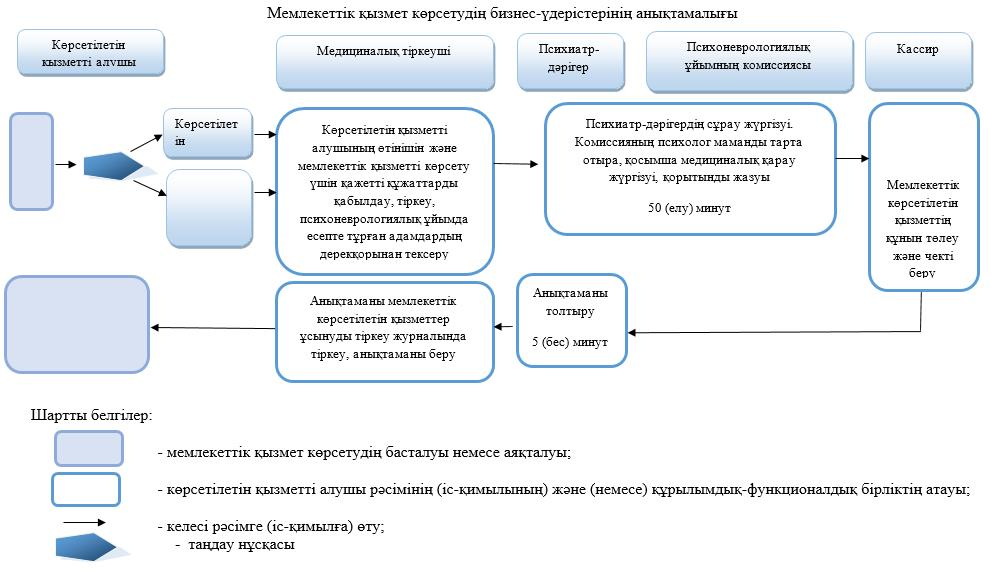 Мемлекеттік қызмет көрсетудің бизнес-үдерістерінің анықтамалығы
Көрсетілетін
қызметті алушы
Медициналық тіркеуші
Психиатр-
дәрігер
Психоневрологиялық
ұйымның комиссиясы
Кассир
Көрсетілет
ін
Көрсетілетін қызметті
алушының өтінішін және
мемлекеттік қызметті көрсету
үшін қажетті құжаттарды
қабылдау, тіркеу,
психоневрологиялық ұйымда
есепте тұрған адамдардың
дерекқорынан тексеру
Психиатр-дәрігердің сұрау жүргізуі.
Комиссияның психолог маманды тарта
отыра, қосымша медициналық қарау
жүргізуі, қорытынды жазуы
50 (елу) минут
Мемлекеттік
көрсетілетін
қызметтің
құнын төлеу
және чекті
беру
Анықтаманы мемлекеттік
көрсетілетін қызметтер
ұсынуды тіркеу журналында
тіркеу, анықтаманы беру
Анықтаманы
толтыру
5 (бес) минут
Шартты белгілер:
- мемлекеттік қызмет көрсетудің басталуы немесе аяқталуы;
- көрсетілетін қызметті алушы рәсімінің (іс-қимылының) және (немесе) құрылымдық-функционалдық бірліктің атауы;
- келесі рәсімге (іс-қимылға) өту;
- таңдау нұсқасы